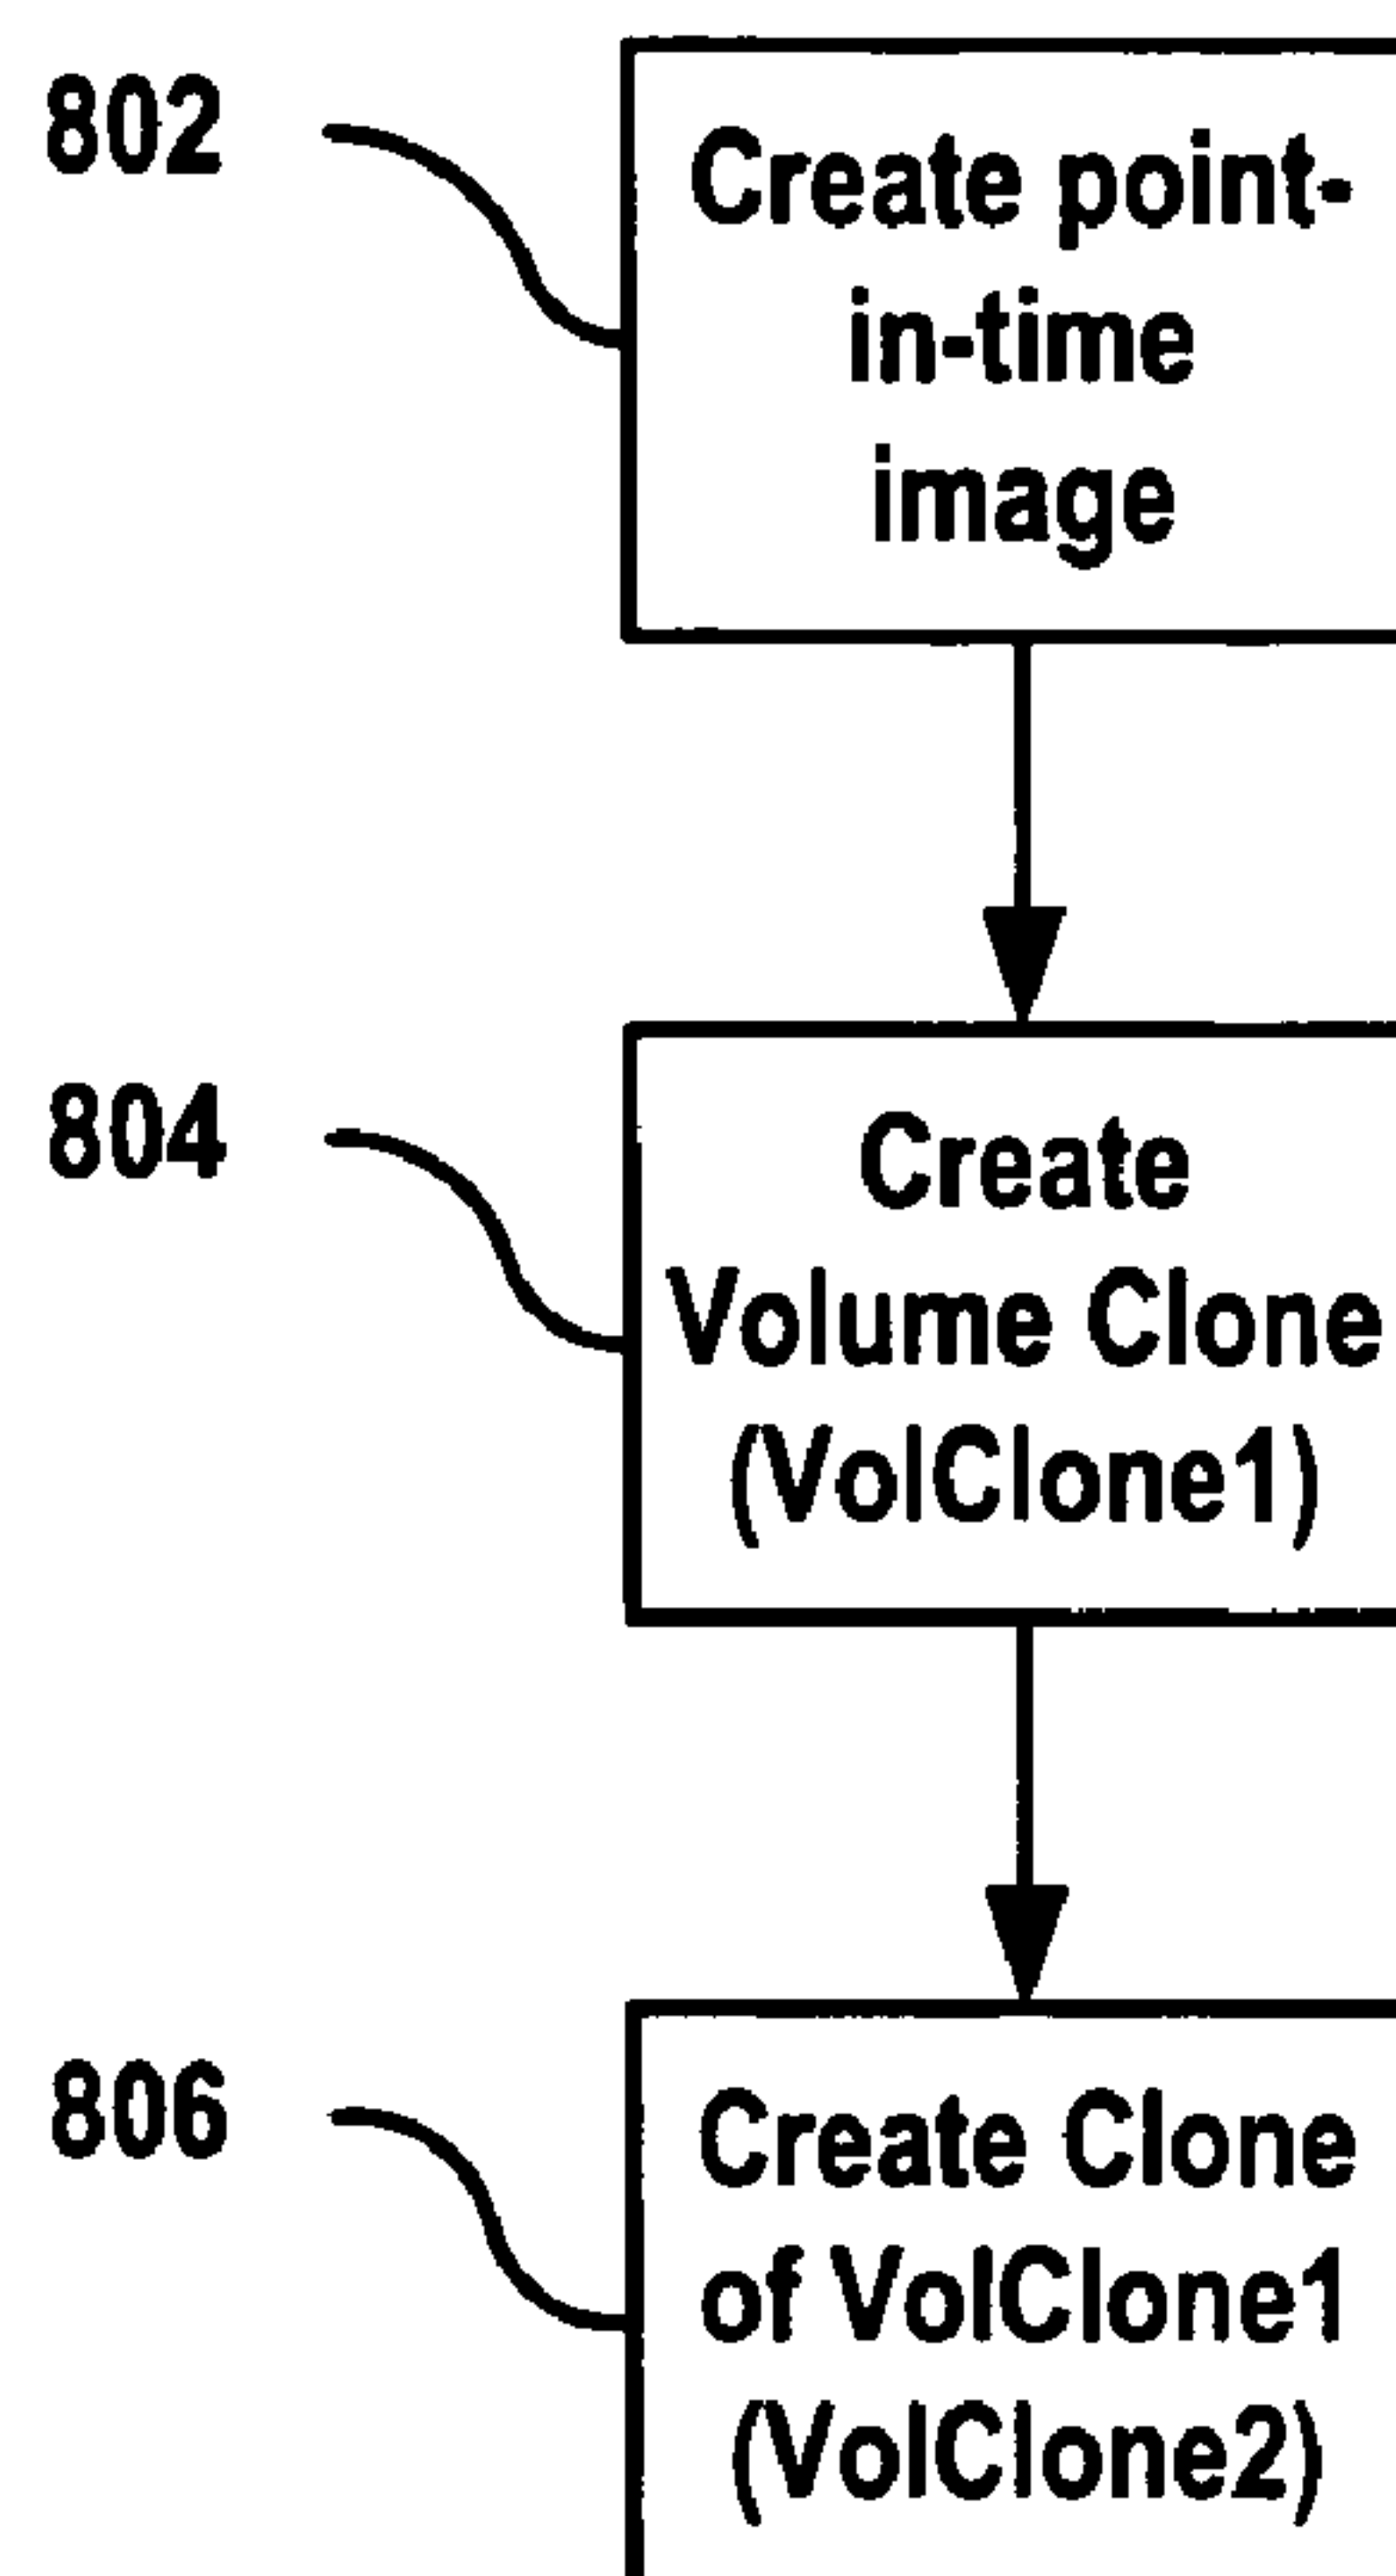 802
Create point-
in-time
image
804
Create
Volume Clone
(VolClone1)
806
Create Clone
of VolClone1
(VolClone2)